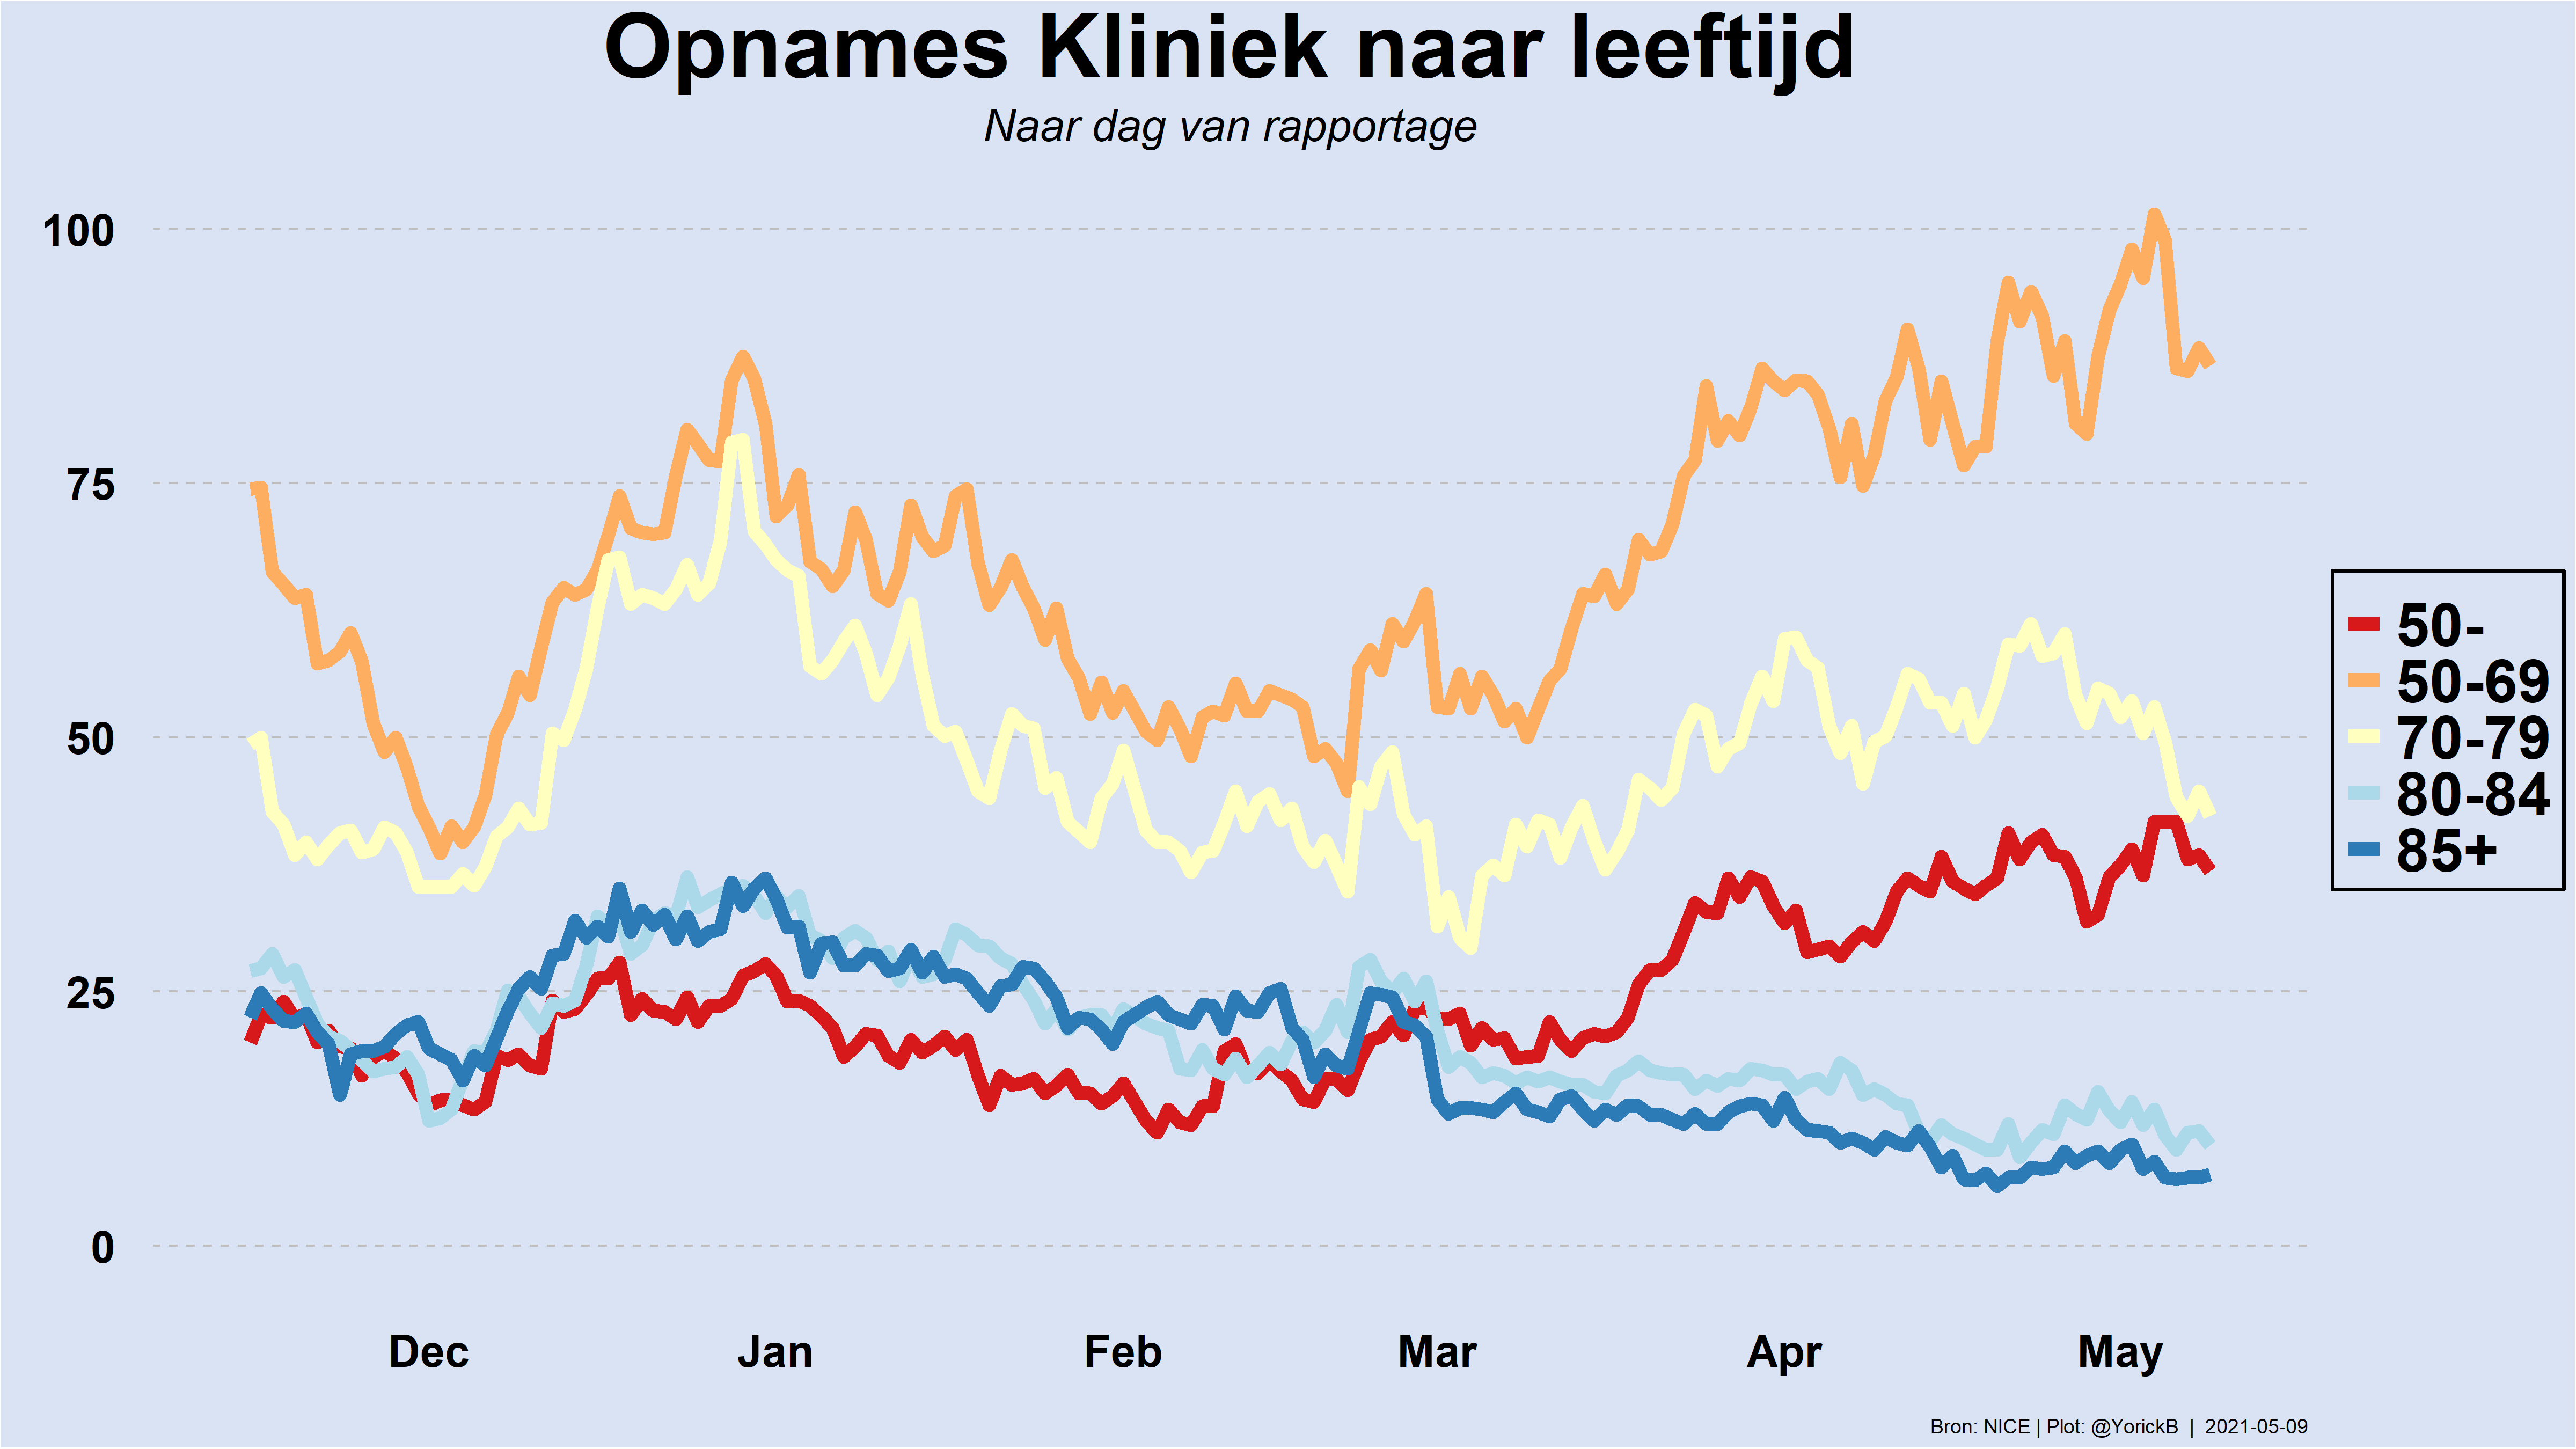 Opnames Kliniek naar leeftijd
Naar dag van rapportage
100
75
50
25
0
50-
50-69
70-79
80-84
85+
Dec Jan Feb Mar Apr May
Bron: NICE | Plot: @YorickB | 2021-05-09